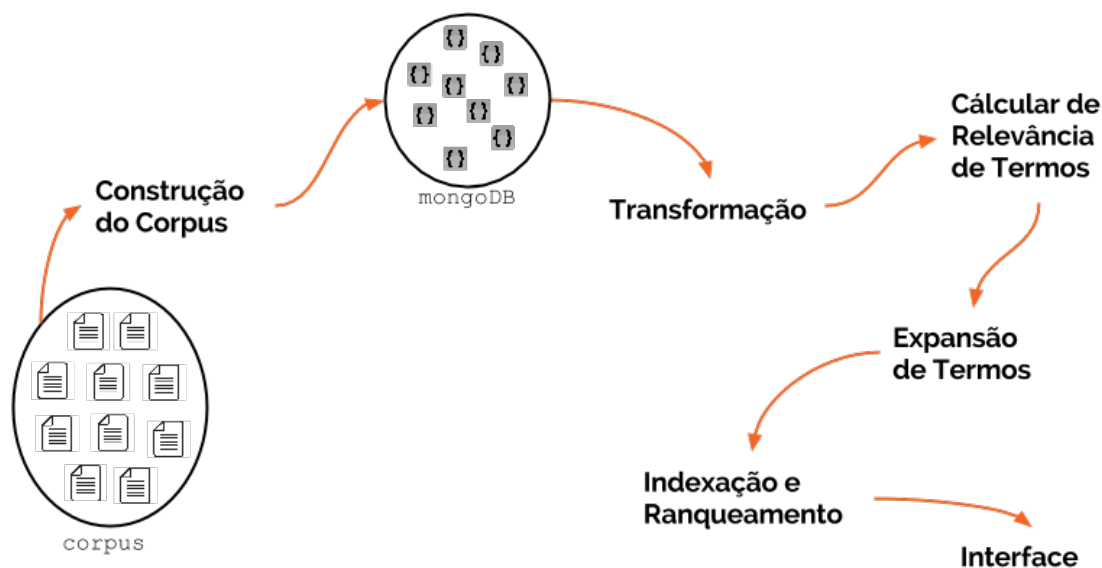 {}
{}
{}
{}
{}
{}
{}
{}
{}
mongoDB
Construção
do Corpus
corpus
Transformação
Cálcular de
Relevância
de Termos
Expansão
de Termos
Indexação e
Ranqueamento
Interface